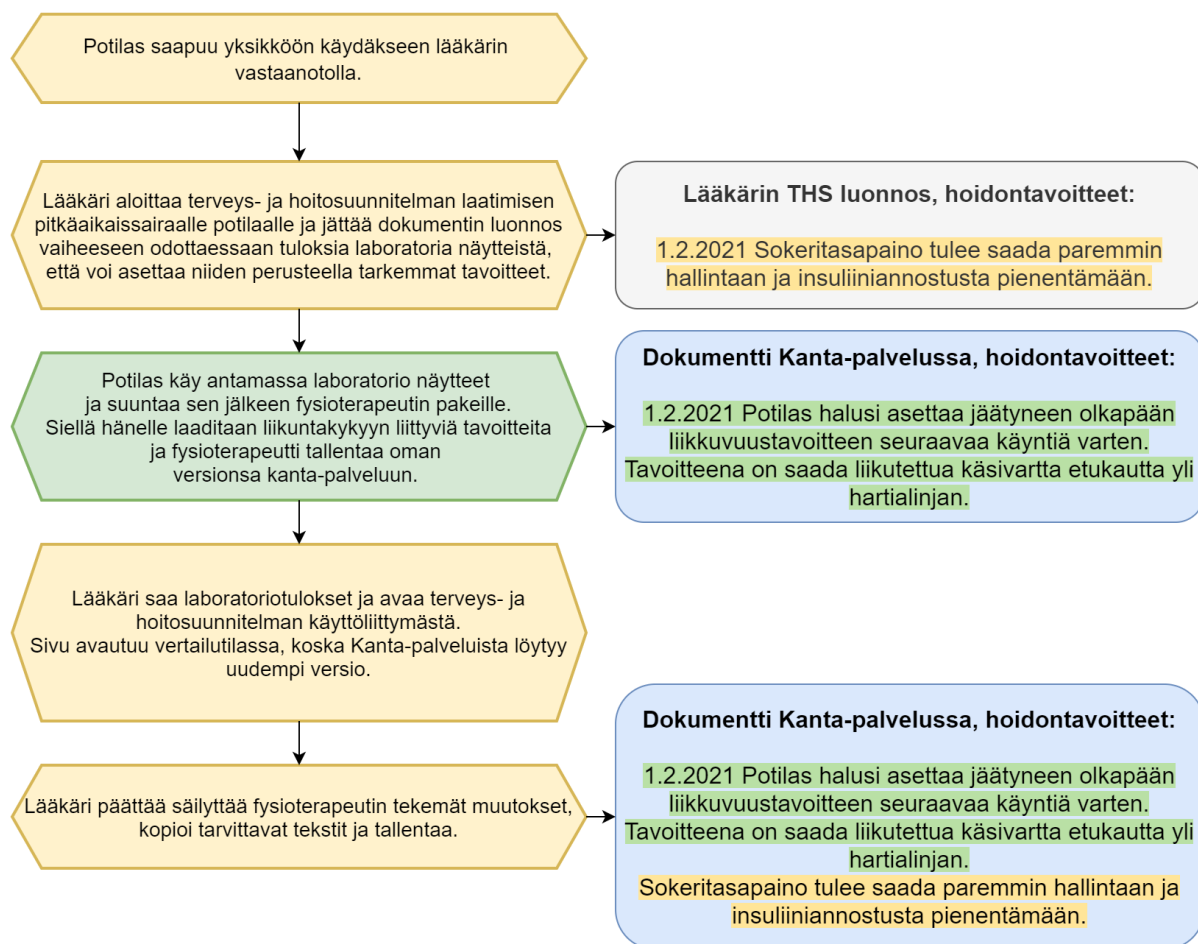 Potilas saapuu yksikköön käydäkseen lääkärin
vastaanotolla.
Lääkäri aloittaa terveys- ja hoitosuunnitelman laatimisen
pitkäaikaissairaalle potilaalle ja jättää dokumentin luonnos
vaiheeseen odottaessaan tuloksia laboratoria näytteistä,
että voi asettaa niiden perusteella tarkemmat tavoitteet.
Lääkärin THS luonnos, hoidontavoitteet:
1.2.2021 Sokeritasapaino tulee saada paremmin
hallintaan ja insuliiniannostusta pienentämään.
Potilas käy antamassa laboratorio näytteet
ja suuntaa sen jälkeen fysioterapeutin pakeille.
Siellä hänelle laaditaan liikuntakykyyn liittyviä tavoitteita
ja fysioterapeutti tallentaa oman
versionsa kanta-palveluun.
Dokumentti Kanta-palvelussa, hoidontavoitteet:
1.2.2021 Potilas halusi asettaa jäätyneen olkapään
liikkuvuustavoitteen seuraavaa käyntiä varten.
Tavoitteena on saada liikutettua käsivartta etukautta yli
hartialinjan.
Lääkäri saa laboratoriotulokset ja avaa terveys- ja
hoitosuunnitelman käyttöliittymästä.
Sivu avautuu vertailutilassa, koska Kanta-palveluista löytyy
uudempi versio.
Lääkäri päättää säilyttää fysioterapeutin tekemät muutokset,
kopioi tarvittavat tekstit ja tallentaa.
Dokumentti Kanta-palvelussa, hoidontavoitteet:
1.2.2021 Potilas halusi asettaa jäätyneen olkapään
liikkuvuustavoitteen seuraavaa käyntiä varten.
Tavoitteena on saada liikutettua käsivartta etukautta yli
hartialinjan.
Sokeritasapaino tulee saada paremmin hallintaan ja
insuliiniannostusta pienentämään.